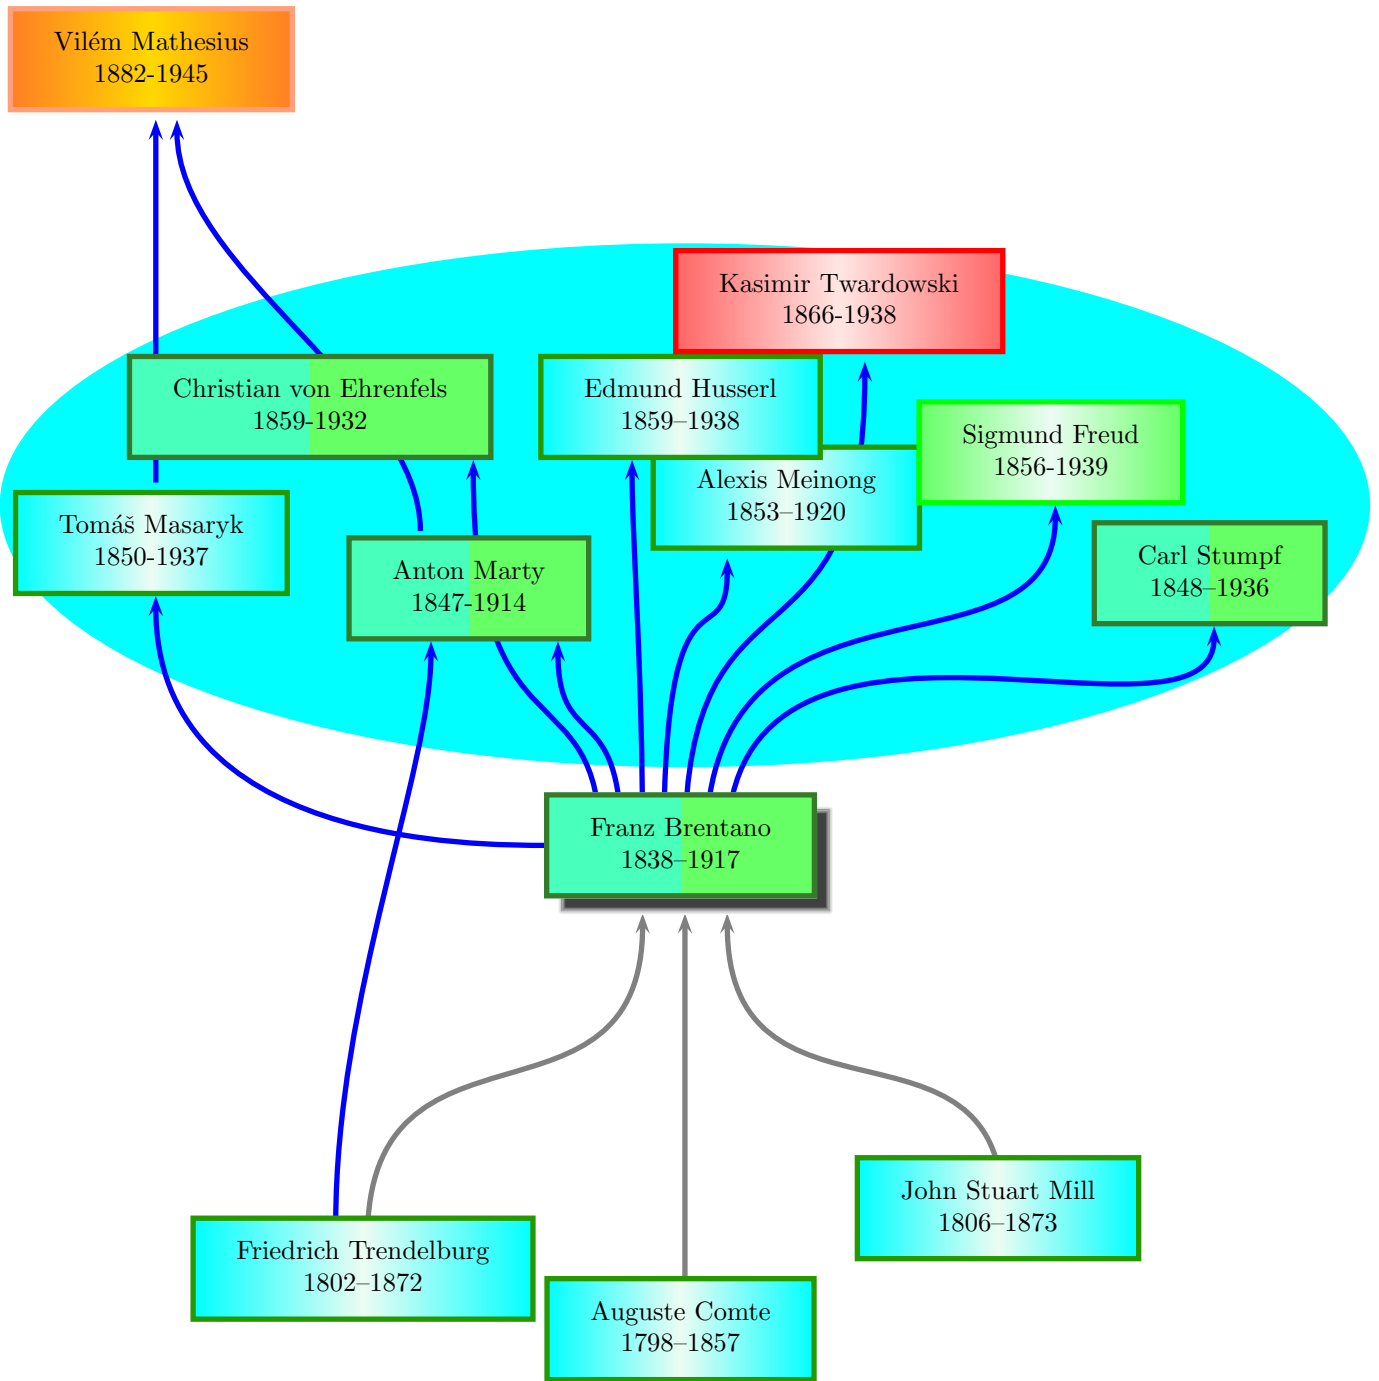 Vilém Mathesius
1882-1945
Kasimir Twardowski
1866-1938
Christian von Ehrenfels
1859-1932
Edmund Husserl
1859–1938
Sigmund Freud
1856-1939
Alexis Meinong
1853–1920
Tomáš Masaryk
1850-1937
Anton Marty
1847-1914
Carl Stumpf
1848–1936
Franz Brentano
1838–1917
John Stuart Mill
1806–1873
Friedrich Trendelburg
1802–1872
Auguste Comte
1798–1857